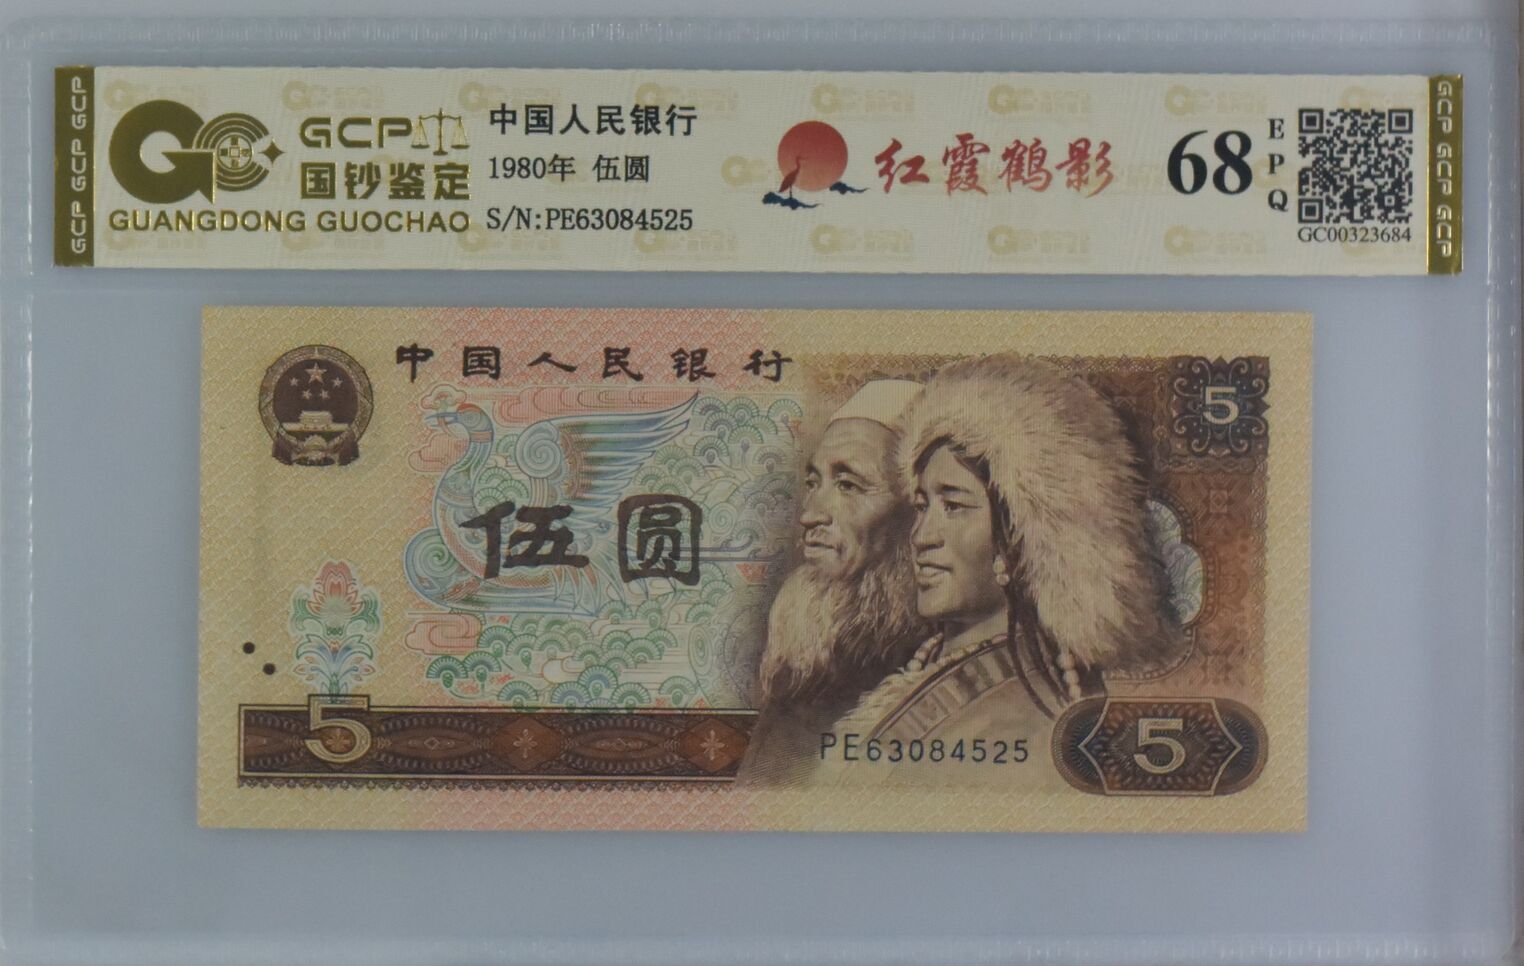 GCP GCP GCP
GCP
国钞鉴定
GUANGDONG GUOCHAO
中国人民银行
1980年 伍圆
S/N:PE63084525
红霞鹤影
68
EPQ
GC00323684
GCP GCP GCP
中国人民银行
5
伍圆
5
PE63084525
5